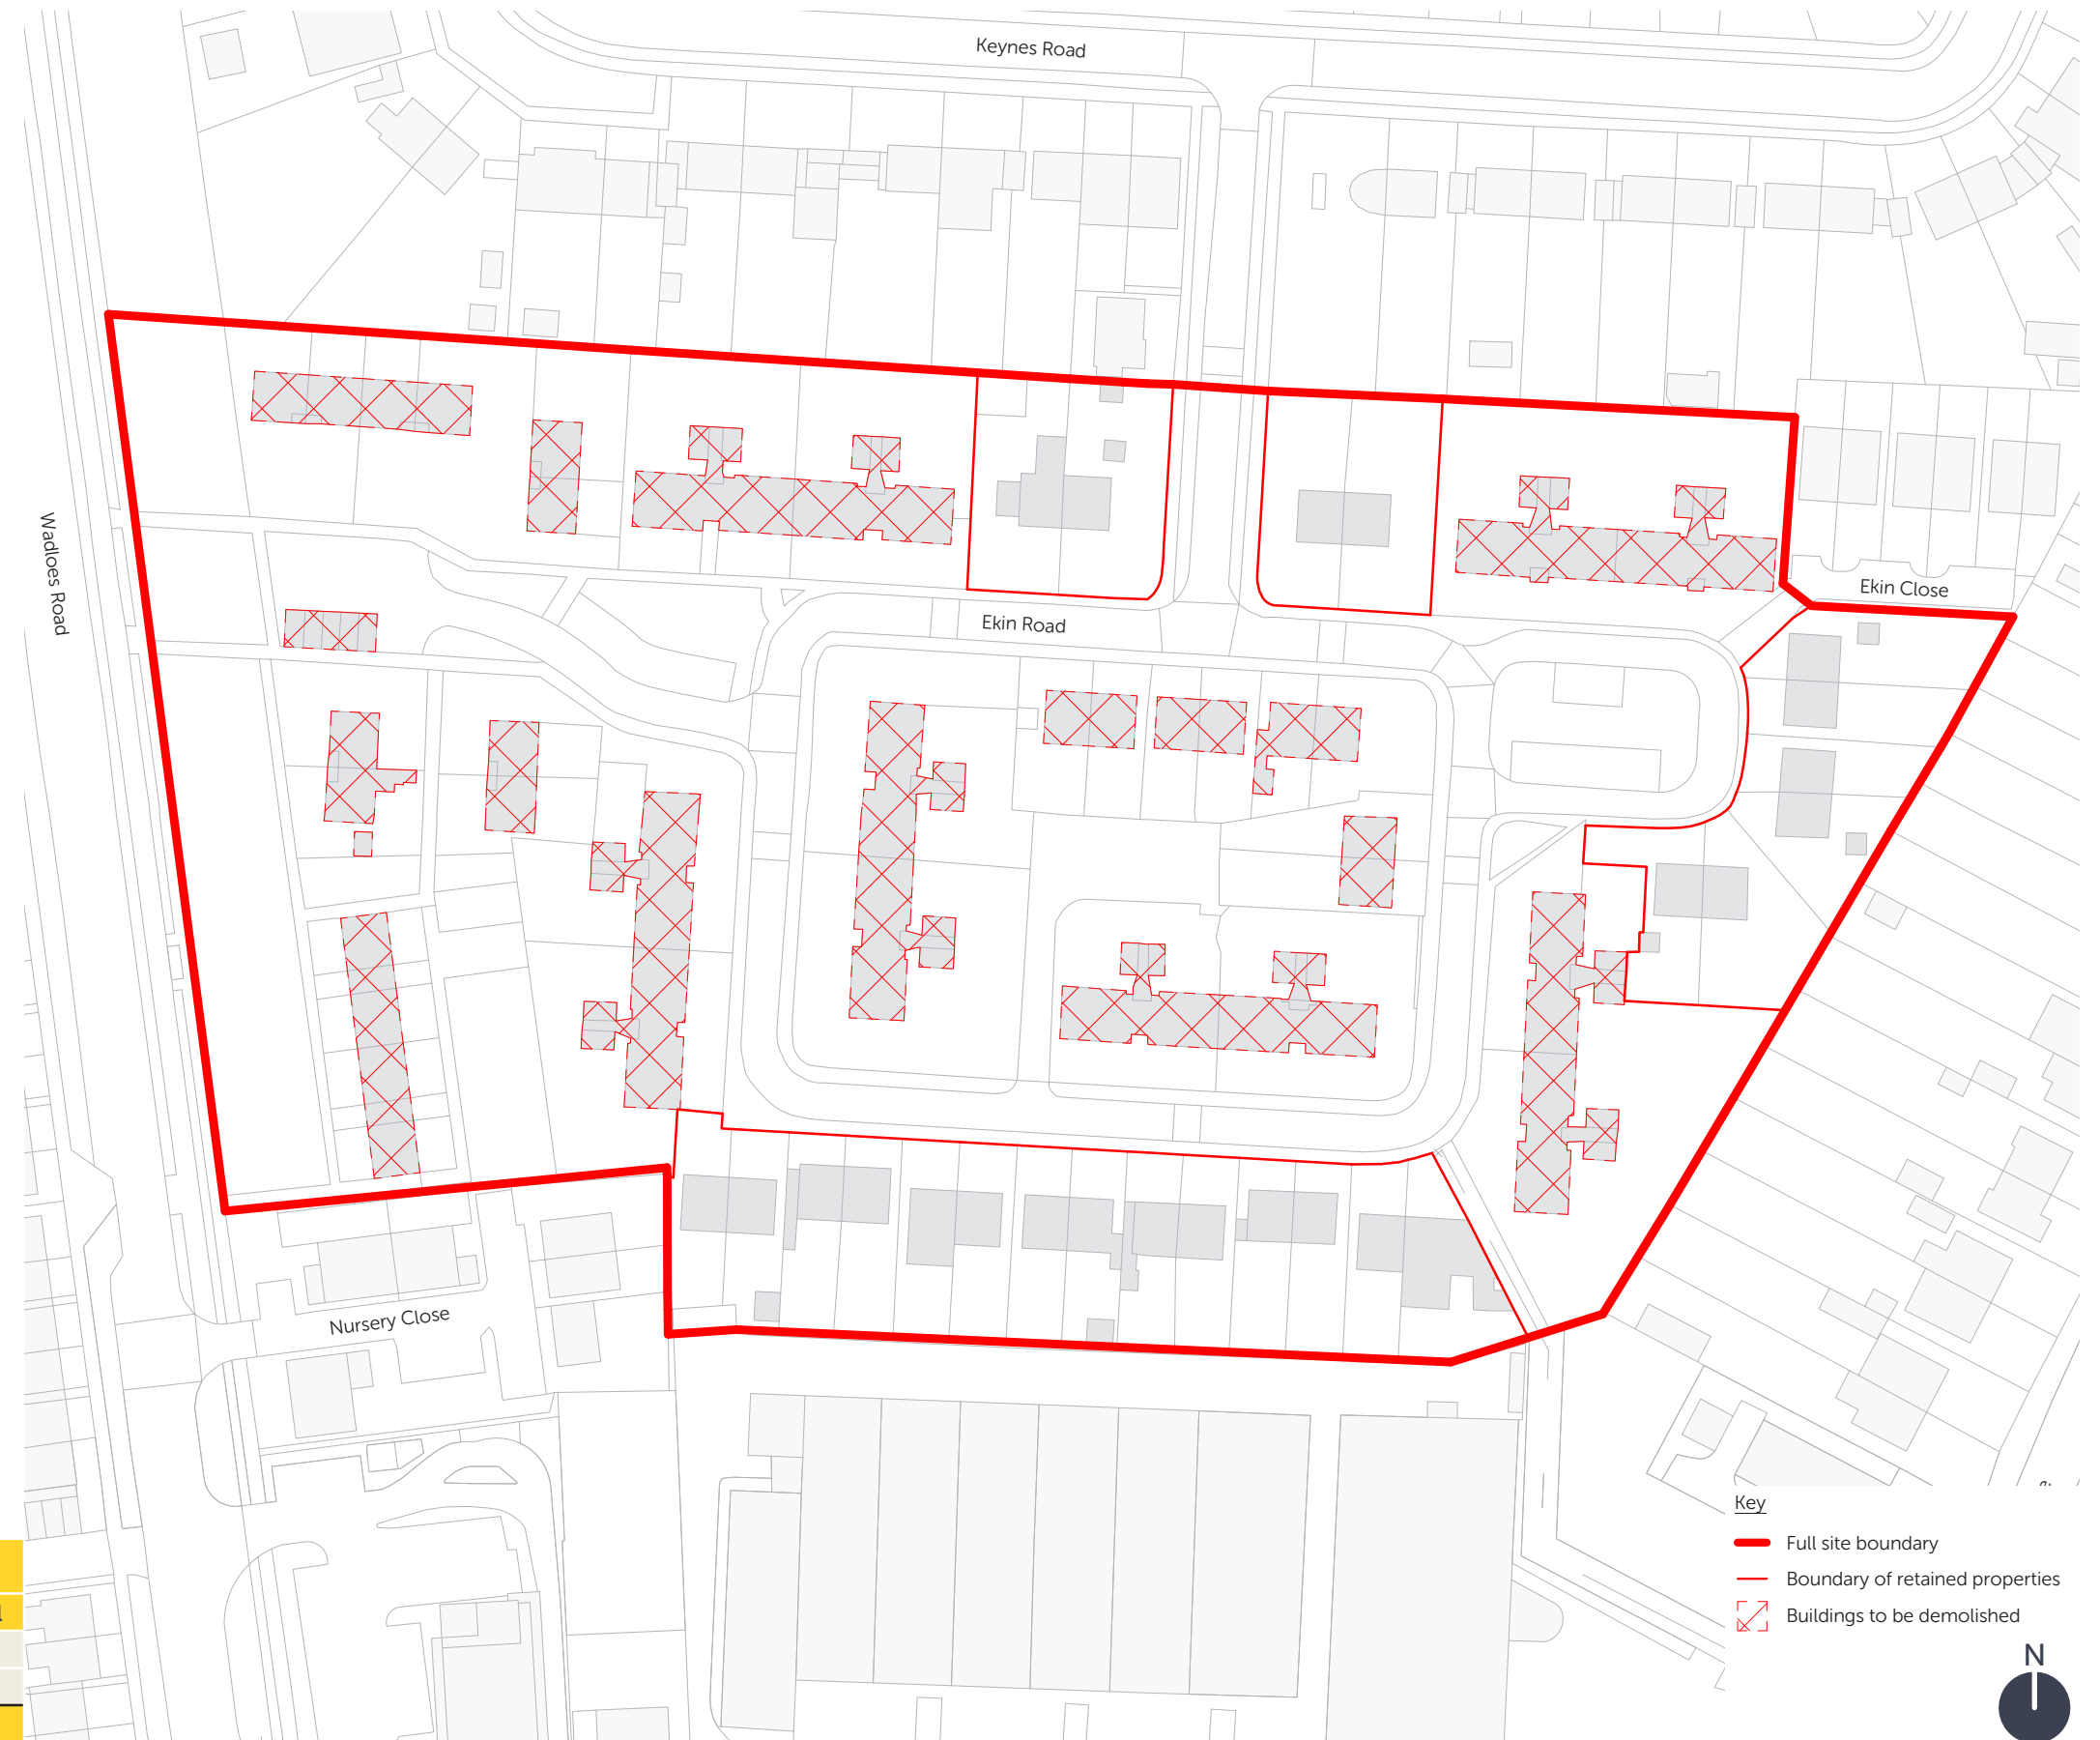 Keynes Road
Wadloes Road
Ekin Close
Ekin Road
Nursery Close
Key
Full site boundary
Boundary of retained properties
Buildings to be demolished
N